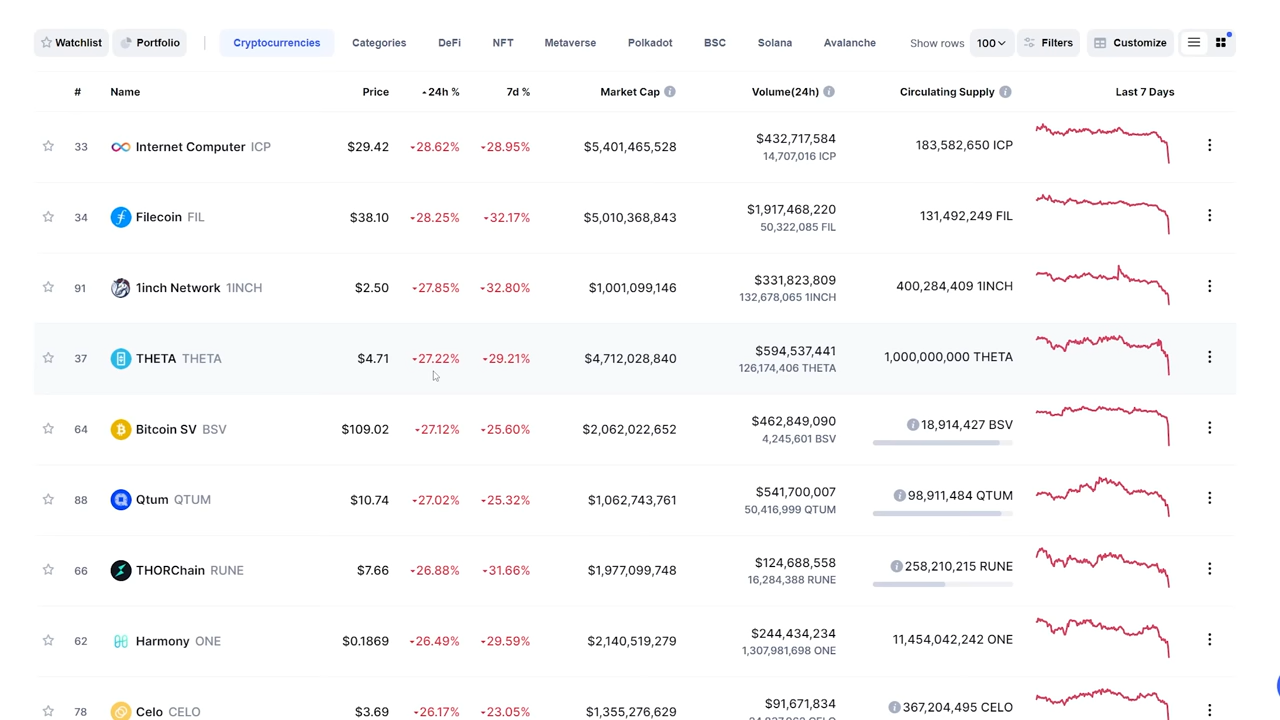 Watchlist Portfolio Cryptocurrencies Categories DeFi NFT Metaverse Polkadot BSC Solana Avalanche Show rows 100 Filters Customize
# Name Price 24h % 7d % Market Cap Volume(24h) Circulating Supply Last 7 Days
33 Internet Computer ICP $29.42 28.62% 28.95% $5,401,465,528 $432,717,584 183,582,650 ICP
14,707,016 ICP
34 Filecoin FIL $38.10 28.25% 32.17% $5,010,368,843 $1,917,468,220 131,492,249 FIL
50,322,085 FIL
91 1inch Network 1INCH $2.50 27.85% 32.80% $1,001,099,146 $331,823,809 400,284,409 1INCH
132,678,065 1INCH
37 THETA THETA $4.71 27.22% 29.21% $4,712,028,840 $594,537,441 1,000,000,000 THETA
126,174,406 THETA
64 Bitcoin SV BSV $109.02 27.12% 25.60% $2,062,022,652 $462,849,090 18,914,427 BSV
4,245,601 BSV
88 Qtum QTUM $10.74 27.02% 25.32% $1,062,743,761 $541,700,007 98,911,484 QTUM
50,416,999 QTUM
66 THORChain RUNE $7.66 26.88% 31.66% $1,977,099,748 $124,688,558 258,210,215 RUNE
16,284,388 RUNE
62 Harmony ONE $0.1869 26.49% 29.59% $2,140,519,279 $244,434,234 11,454,042,242 ONE
1,307,981,698 ONE
78 Celo CELO $3.69 26.17% 23.05% $1,355,276,629 $91,671,834 367,204,495 CELO